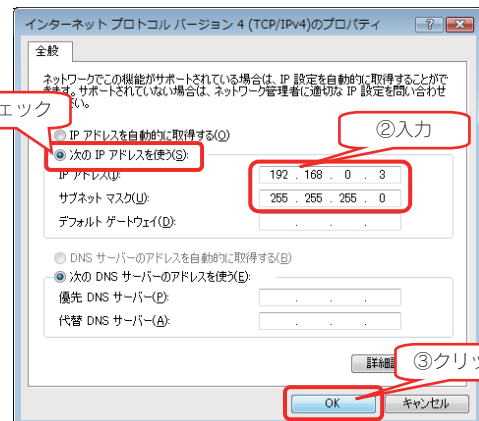 インターネット プロトコル バージョン 4 (TCP/IPv4)のプロパティ
全般
ネットワークでこの機能がサポートされている場合は、IP 設定を自動的に取得することがで
きます。サポートされていない場合は、ネットワーク管理者に適切な IP 設定を問い合わせ
い。
ェック
IP アドレスを自動的に取得する(O)
②入力
次の IP アドレスを使う(S):
IP アドレス(I):
192 . 168 . 0 . 3
サブネット マスク(U):
255 . 255 . 255 . 0
デフォルト ゲートウェイ(D):
. . .
DNS サーバーのアドレスを自動的に取得する(B)
次の DNS サーバーのアドレスを使う(E):
優先 DNS サーバー(P):
. . .
代替 DNS サーバー(A):
. . .
詳細
③クリッ
OK
キャンセル